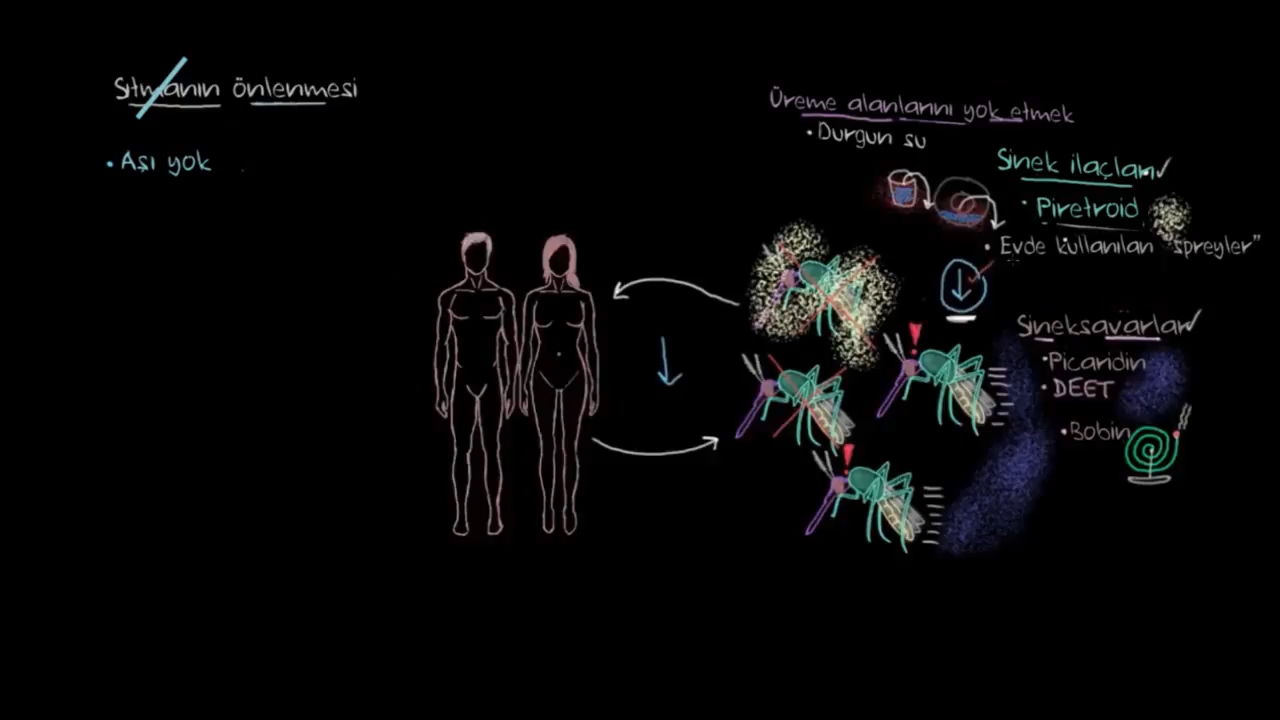 Sıtmanın önlenmesi
• Aşı yok
Üreme alanlarını yok etmek
• Durgun su
Sinek ilaçları
• Piretroid
• Evde kullanılan "spreyler"
Sineksavarlar
• Picaridin
• DEET
• Bobin